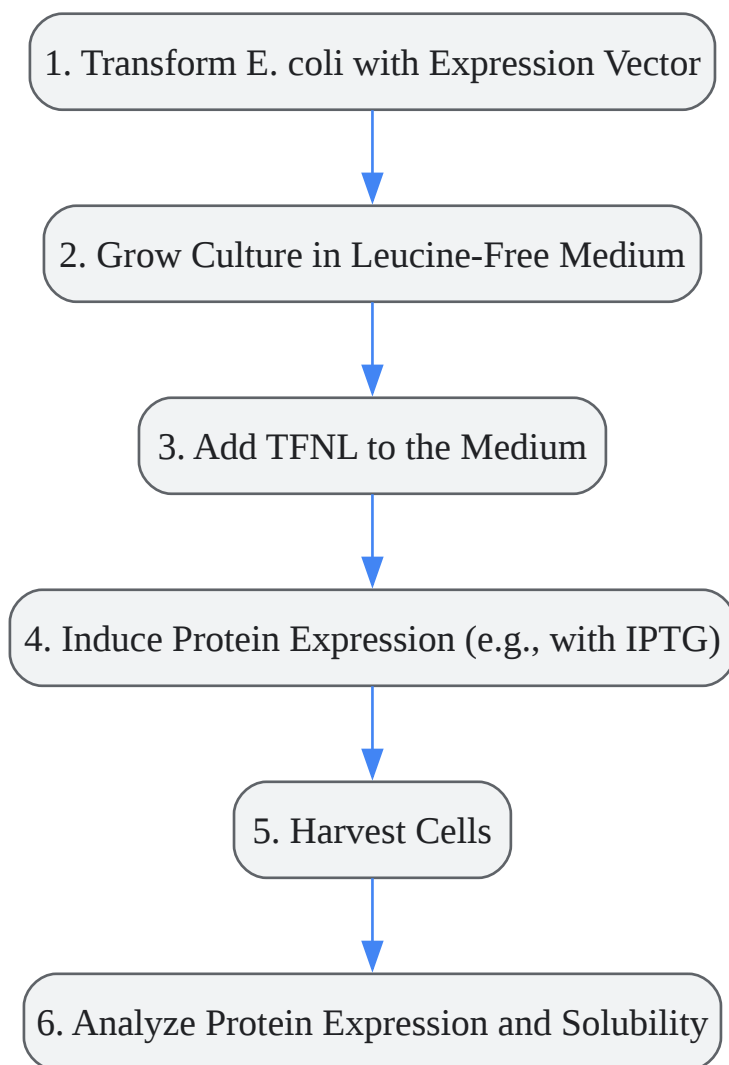 1. Transform E. coli with Expression Vector
2. Grow Culture in Leucine-Free Medium
3. Add TFNL to the Medium
4. Induce Protein Expression (e.g., with IPTG)
5. Harvest Cells
6. Analyze Protein Expression and Solubility